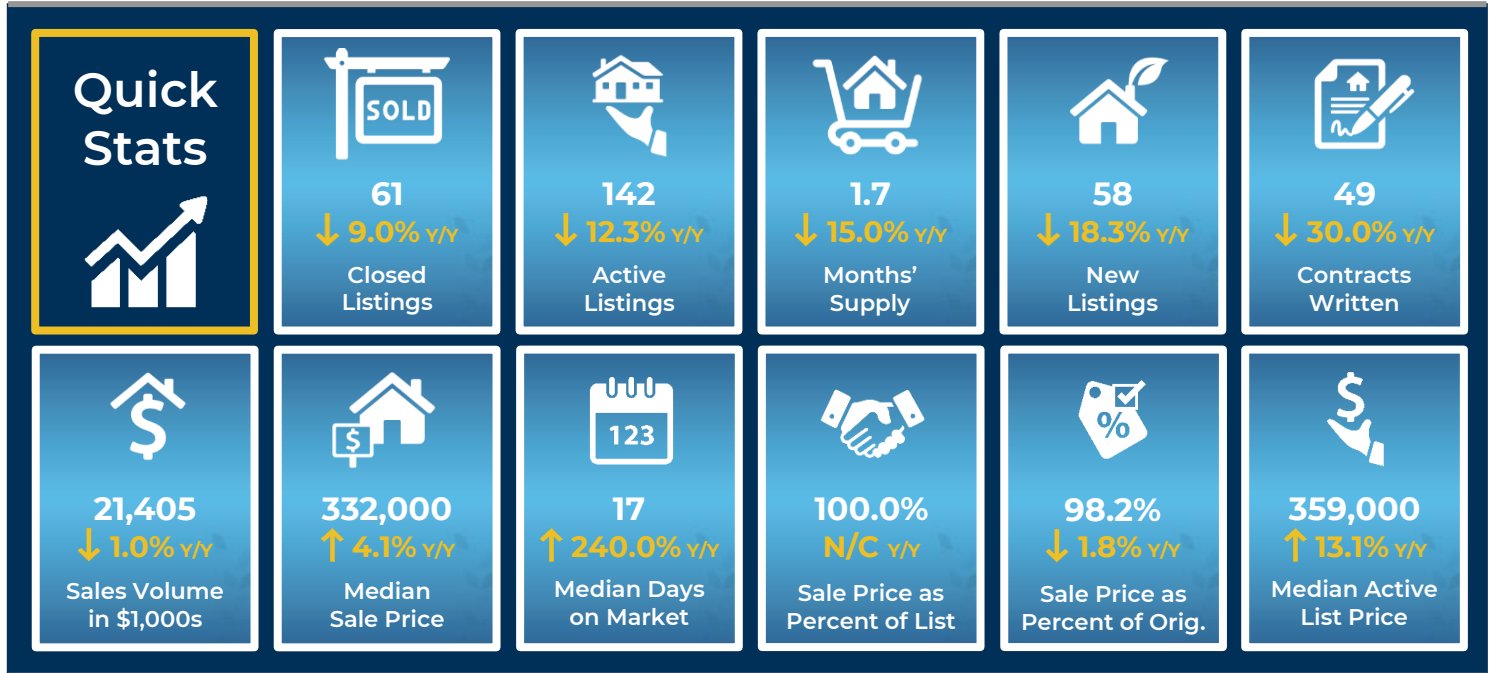 Quick
Stats
SOLD
61
↓ 9.0% Y/Y
Closed
Listings
142
↓ 12.3% Y/Y
Active
Listings
1.7
↓ 15.0% Y/Y
Months’
Supply
58
↓ 18.3% Y/Y
New
Listings
49
↓ 30.0% Y/Y
Contracts
Written
$
21,405
↓ 1.0% Y/Y
Sales Volume
in $1,000s
$
332,000
↑ 4.1% Y/Y
Median
Sale Price
123
17
↑ 240.0% Y/Y
Median Days
on Market
100.0%
N/C Y/Y
Sale Price as
Percent of List
%
98.2%
↓ 1.8% Y/Y
Sale Price as
Percent of Orig.
$
359,000
↑ 13.1% Y/Y
Median Active
List Price